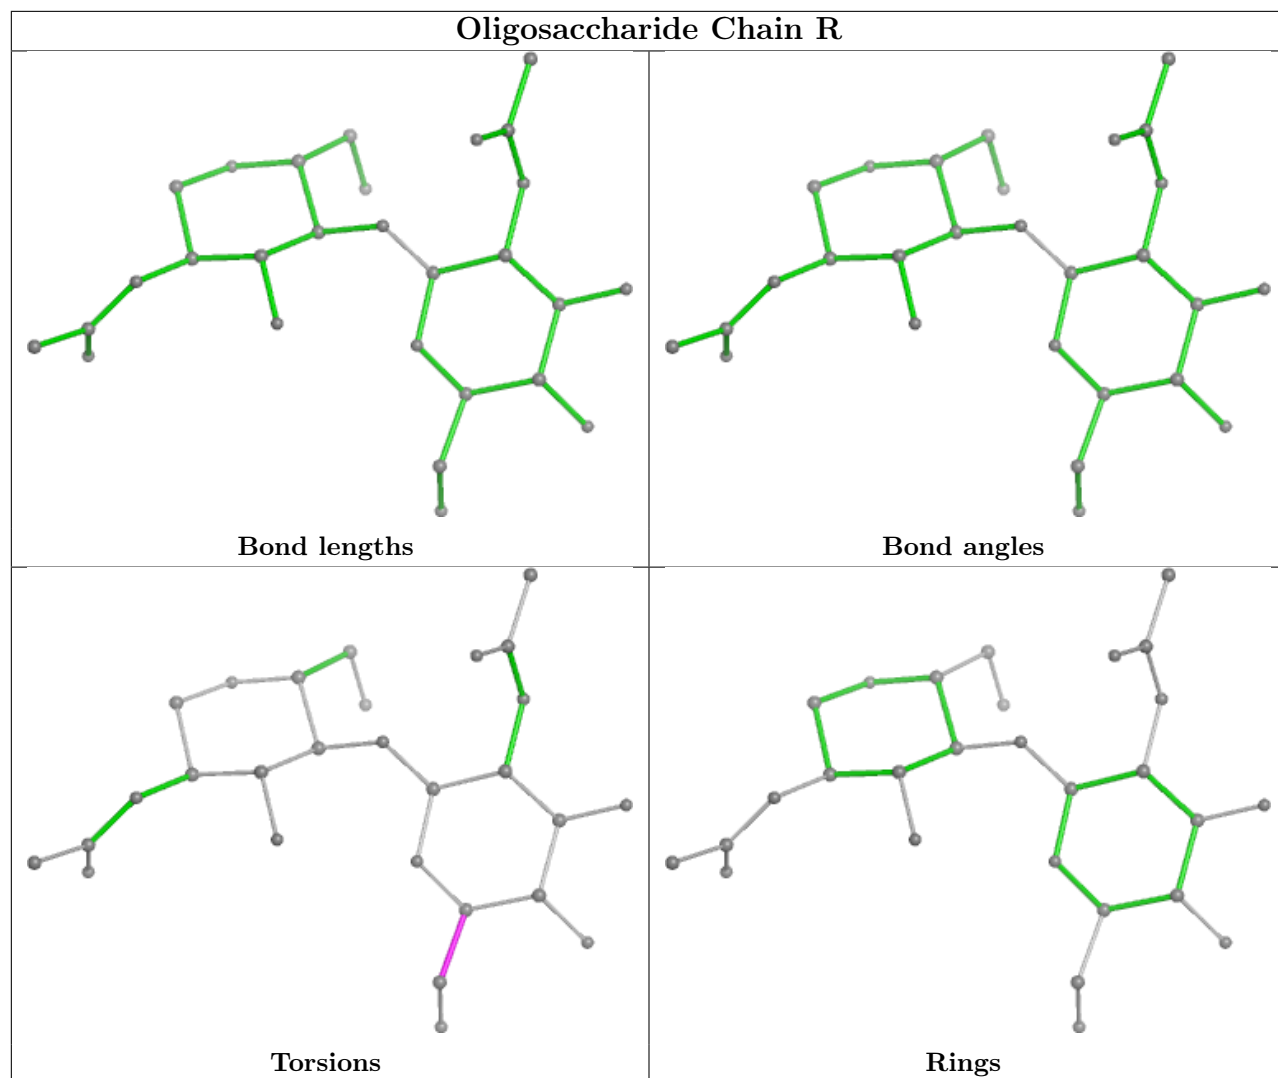 Oligosaccharide Chain R
Bond lengths
Bond angles
Torsions
Rings